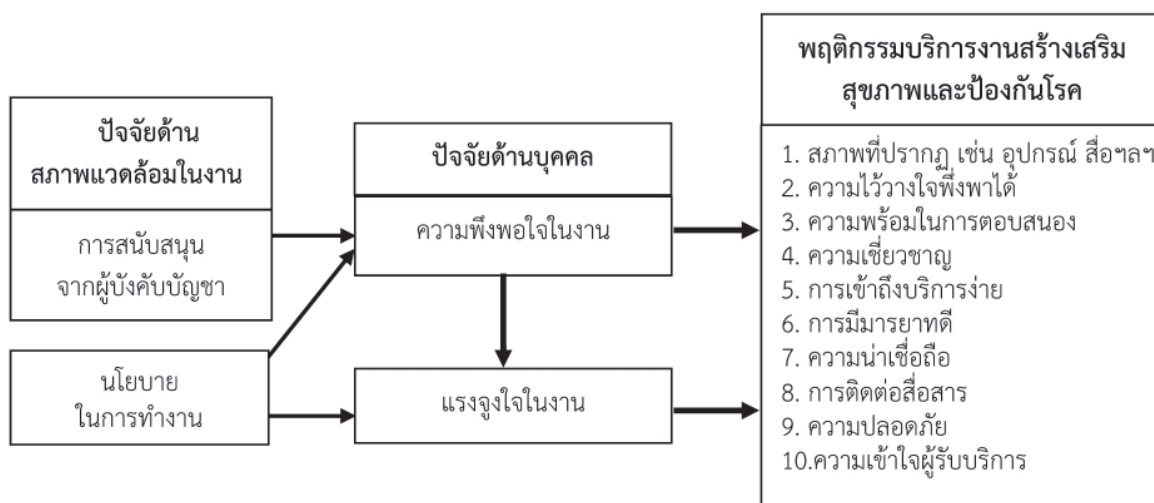 ปัจจัยด้าน
สภาพแวดล้อมในงาน
การสนับสนุน
จากผู้บังคับบัญชา
นโยบาย
ในการทำงาน
ปัจจัยด้านบุคคล
ความพึงพอใจในงาน
แรงจูงใจในงาน
พฤติกรรมบริการงานสร้างเสริม
สุขภาพและป้องกันโรค
1. สภาพที่ปรากฏ เช่น อุปกรณ์ สื่อฯลฯ
2. ความไว้วางใจพึ่งพาได้
3. ความพร้อมในการตอบสนอง
4. ความเชี่ยวชาญ
5. การเข้าถึงบริการง่าย
6. การมีมารยาทดี
7. ความน่าเชื่อถือ
8. การติดต่อสื่อสาร
9. ความปลอดภัย
10.ความเข้าใจผู้รับบริการ